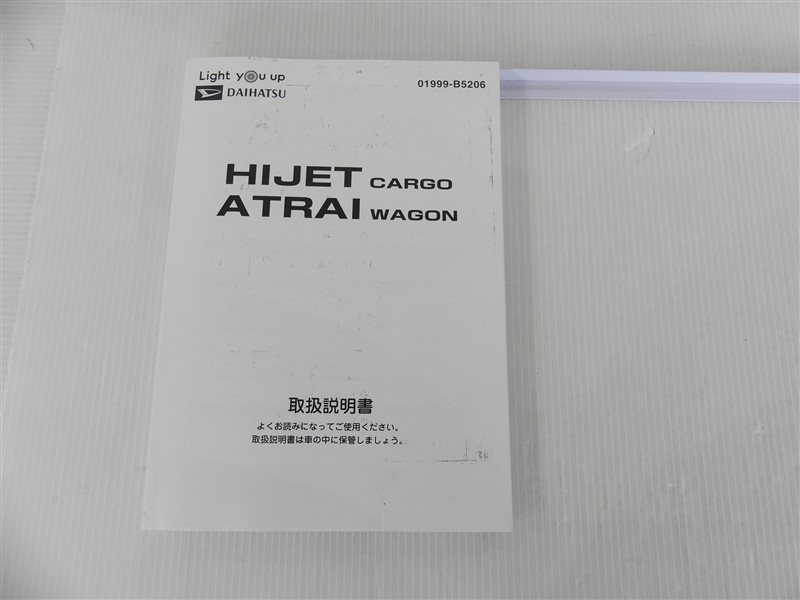 Light you up
DAIHATSU
01999-B5206
HIJET CARGO
ATRAI WAGON
取扱説明書
よくお読みになってご使用ください。
取扱説明書は車の中に保管しましょう。